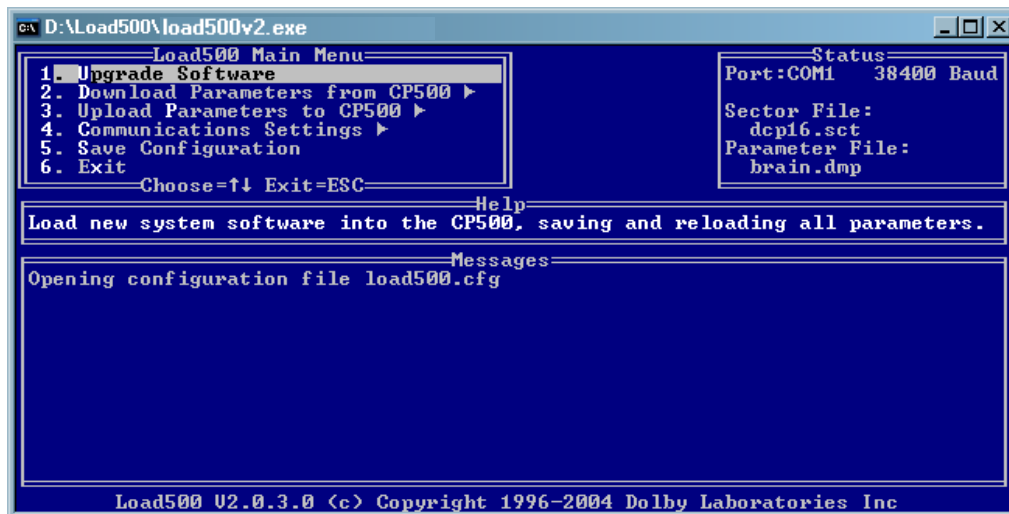 D:\Load500\load500v2.exe
Load500 Main Menu
1. Upgrade Software
2. Download Parameters from CP500 ►
3. Upload Parameters to CP500 ►
4. Communications Settings ►
5. Save Configuration
6. Exit
Choose=↑↓ Exit=ESC
Status
Port:COM1 38400 Baud
Sector File:
dcp16.sct
Parameter File:
brain.dmp
Help
Load new system software into the CP500, saving and reloading all parameters.
Messages
Opening configuration file load500.cfg
Load500 V2.0.3.0 (c) Copyright 1996-2004 Dolby Laboratories Inc